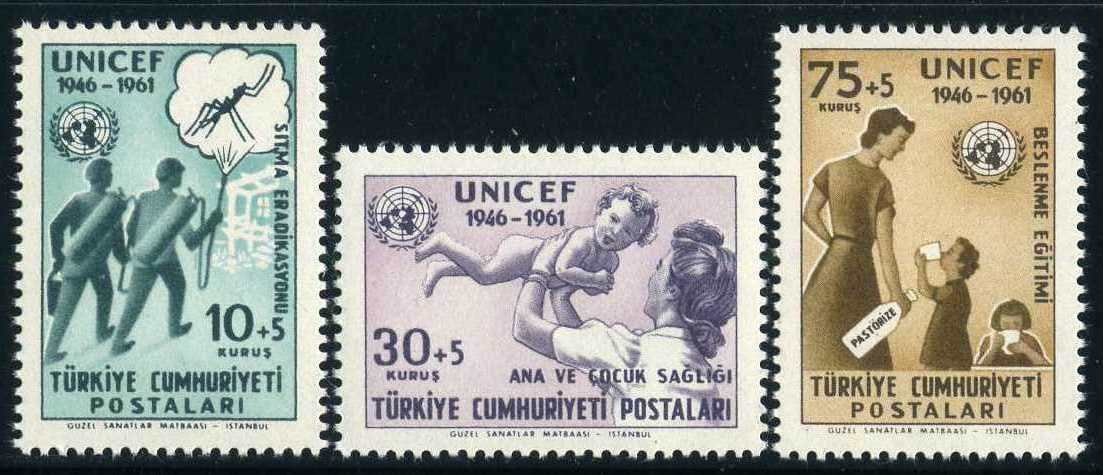 UNICEF
1946-1961
SITMA ERADİKASYONU
10+5
KURUŞ
TÜRKİYE CUMHURİYETİ
POSTALARI
GÜZEL SANATLAR MATBAASI - İSTANBUL
UNICEF
1946-1961
30+5
KURUŞ
ANA VE ÇOCUK SAĞLIĞI
TÜRKİYE CUMHURİYETİ POSTALARI
GÜZEL SANATLAR MATBAASI - İSTANBUL
75+5
KURUŞ
UNICEF
1946-1961
BESLENME EĞİTİMİ
PASTÖRİZE
TÜRKİYE CUMHURİYETİ
POSTALARI
GÜZEL SANATLAR MATBAASI - İSTANBUL